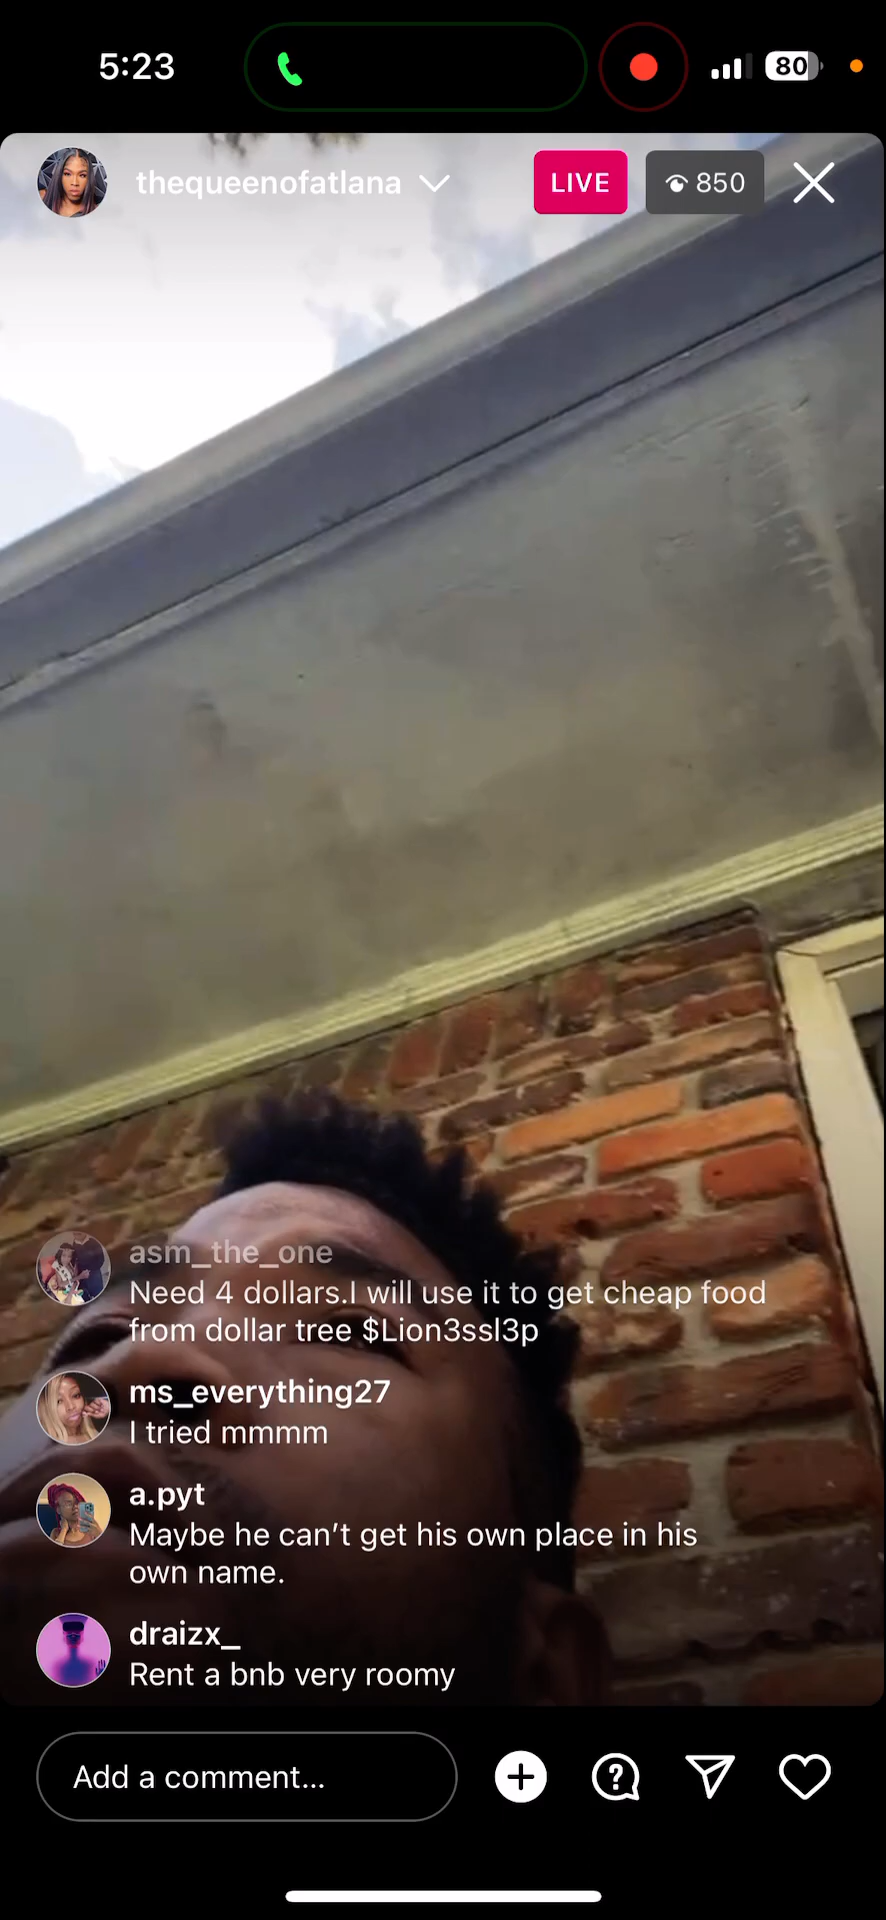 5:23
80
thequeenofatlana
LIVE
850
asm_the_one
Need 4 dollars.I will use it to get cheap food
from dollar tree $Lion3ssl3p
ms_everything27
I tried mmmm
a.pyt
Maybe he can’t get his own place in his
own name.
draizx_
Rent a bnb very roomy
Add a comment...